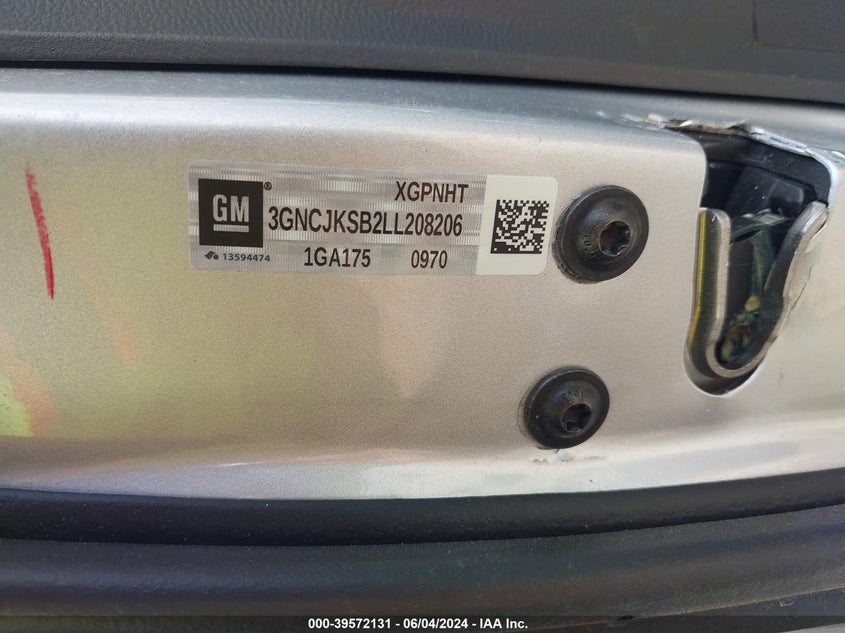 XGPNHT
GM ® 3GNCJKSB2LL208206
13594474 1GA175 0970
000-39572131 - 06/04/2024 - IAA Inc.